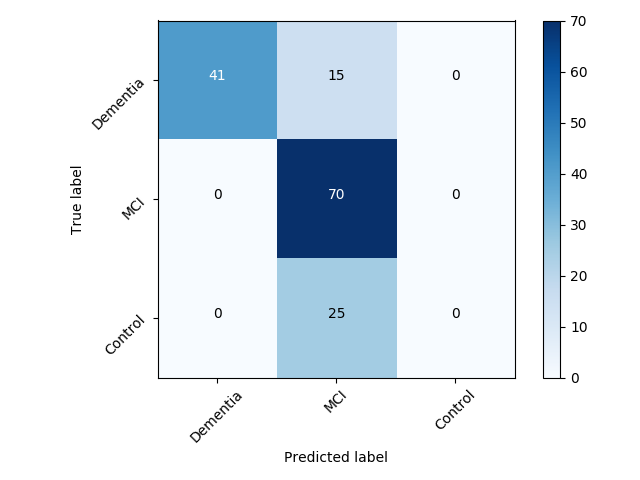 70
60
50
40
30
20
10
0
True label
Dementia
41 15 0
MCI
0 70 0
Control
0 25 0
Dementia MCI Control
Predicted label